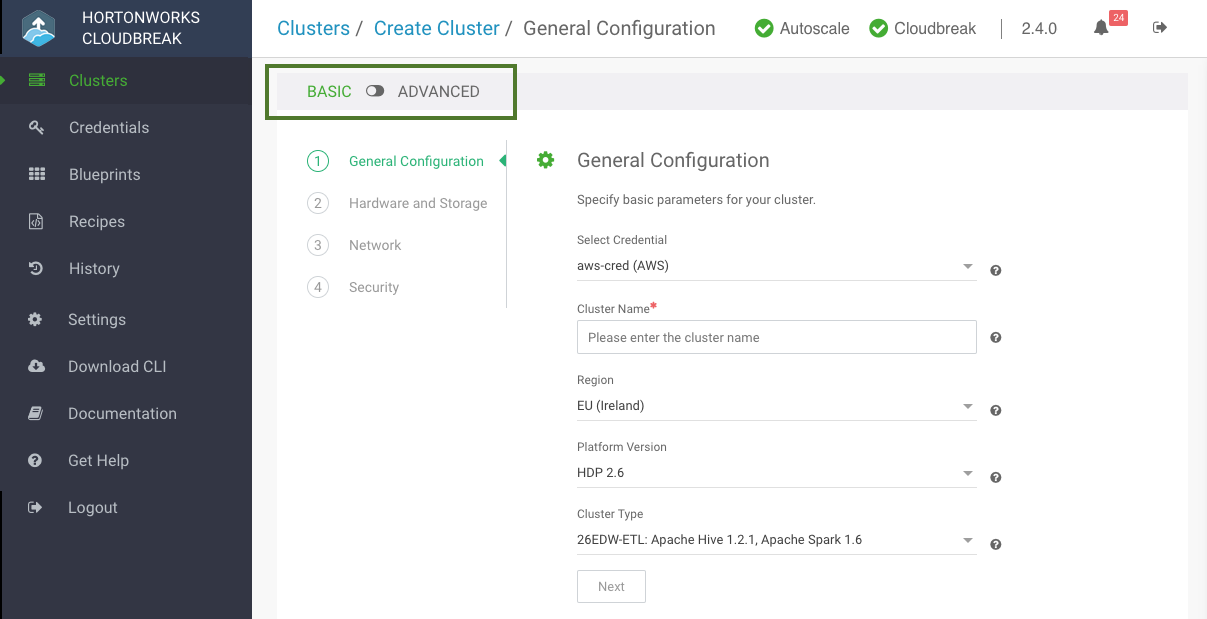 HORTONWORKS
CLOUDBREAK
Clusters / Create Cluster / General Configuration
Autoscale
Cloudbreak
2.4.0
24
Clusters
Credentials
Blueprints
Recipes
History
Settings
Download CLI
Documentation
Get Help
Logout
BASIC ADVANCED
1 General Configuration
2 Hardware and Storage
3 Network
4 Security
General Configuration
Specify basic parameters for your cluster.
Select Credential
aws-cred (AWS)
?
Cluster Name*
Please enter the cluster name
?
Region
EU (Ireland)
?
Platform Version
HDP 2.6
?
Cluster Type
26EDW-ETL: Apache Hive 1.2.1, Apache Spark 1.6
?
Next